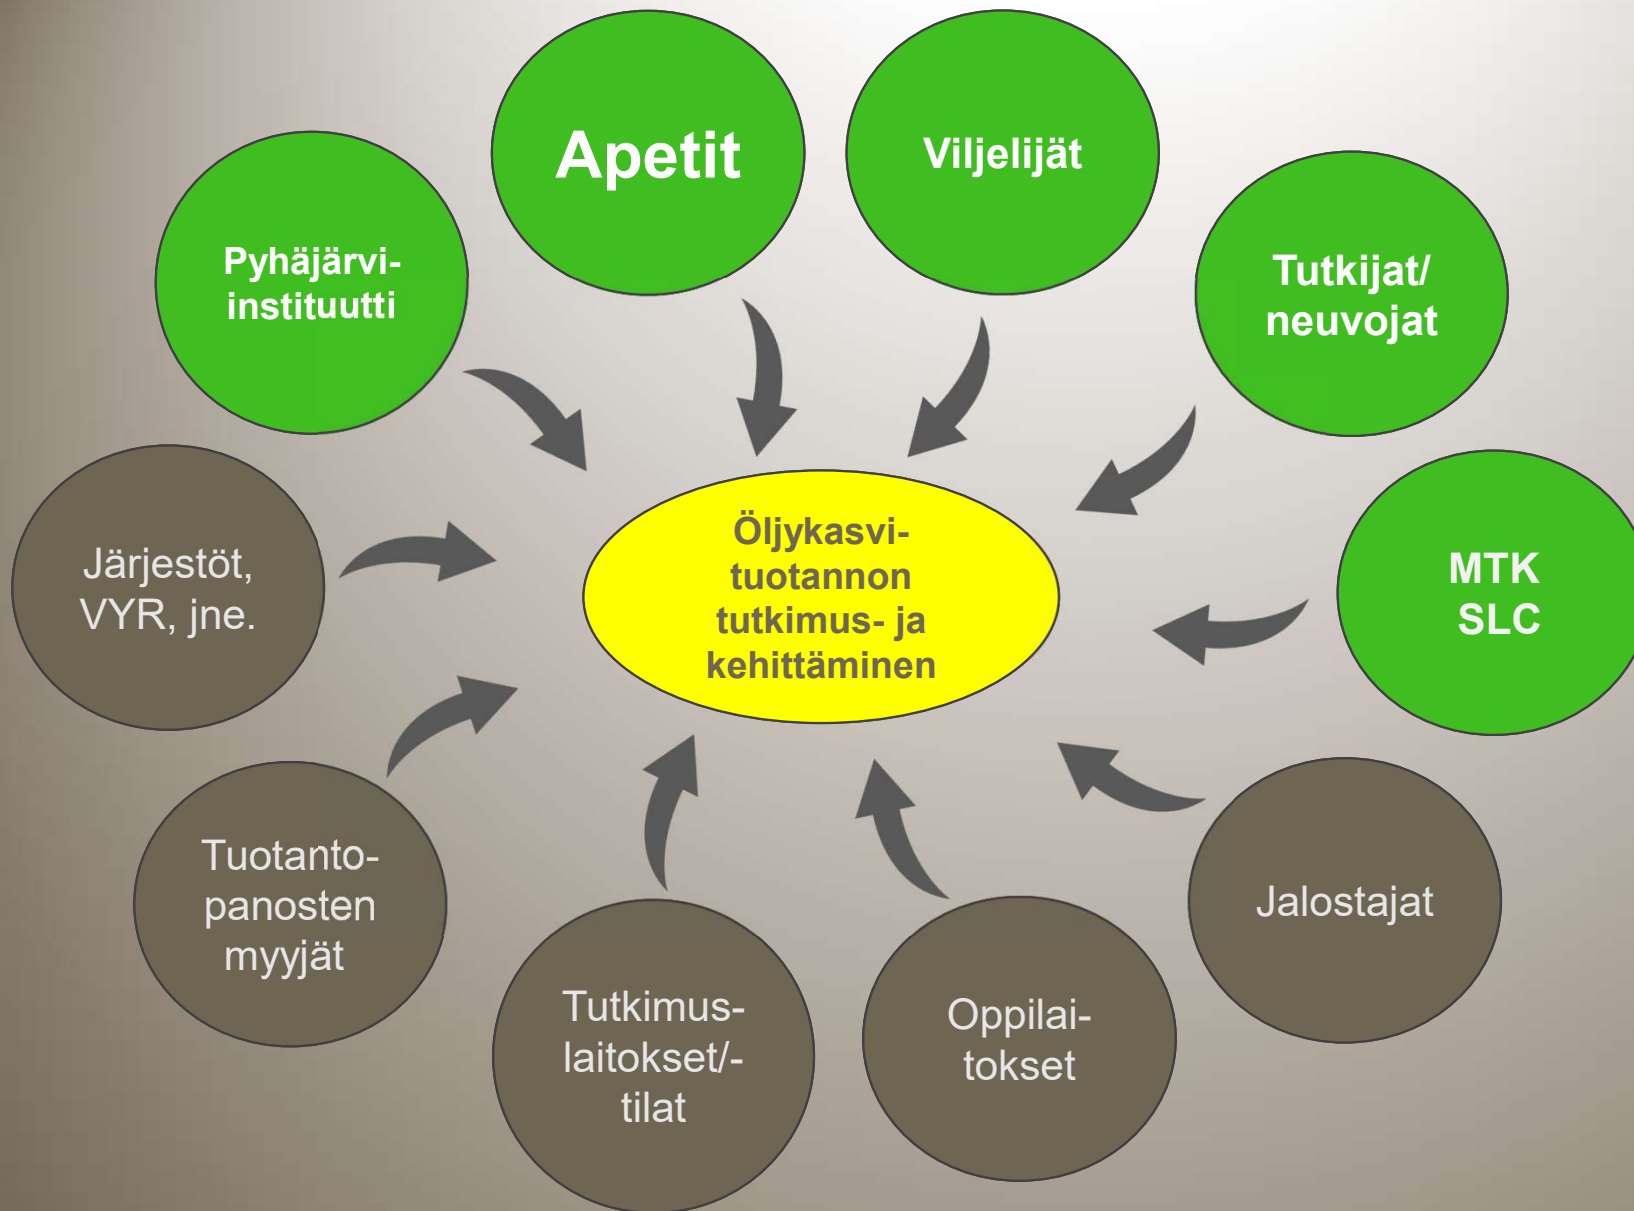 Apetit
Viljelijät
Pyhäjärvi-
instituutti
Tutkijat/
neuvojat
Järjestöt,
VYR, jne.
Öljykasvi-
tuotannon
tutkimus- ja
kehittäminen
MTK
SLC
Tuotanto-
panosten
myyjät
Jalostajat
Tutkimus-
laitokset/-
tilat
Oppilai-
tokset